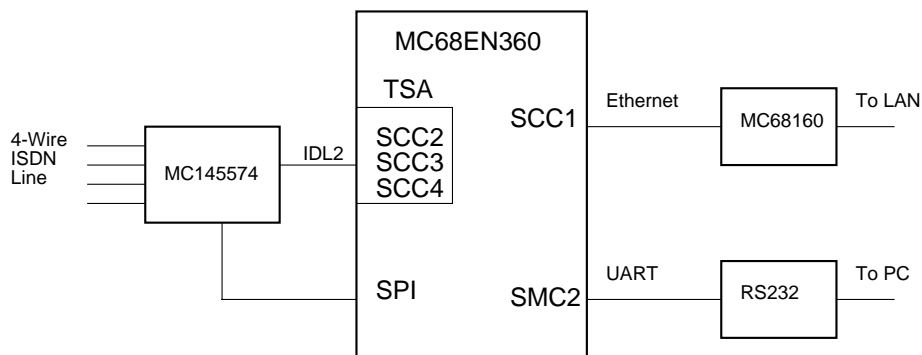 MC68EN360
TSA
SCC2
SCC3
SCC4
SPI
SCC1
SMC2
4-Wire
ISDN
Line
MC145574
IDL2
Ethernet
MC68160
To LAN
UART
RS232
To PC